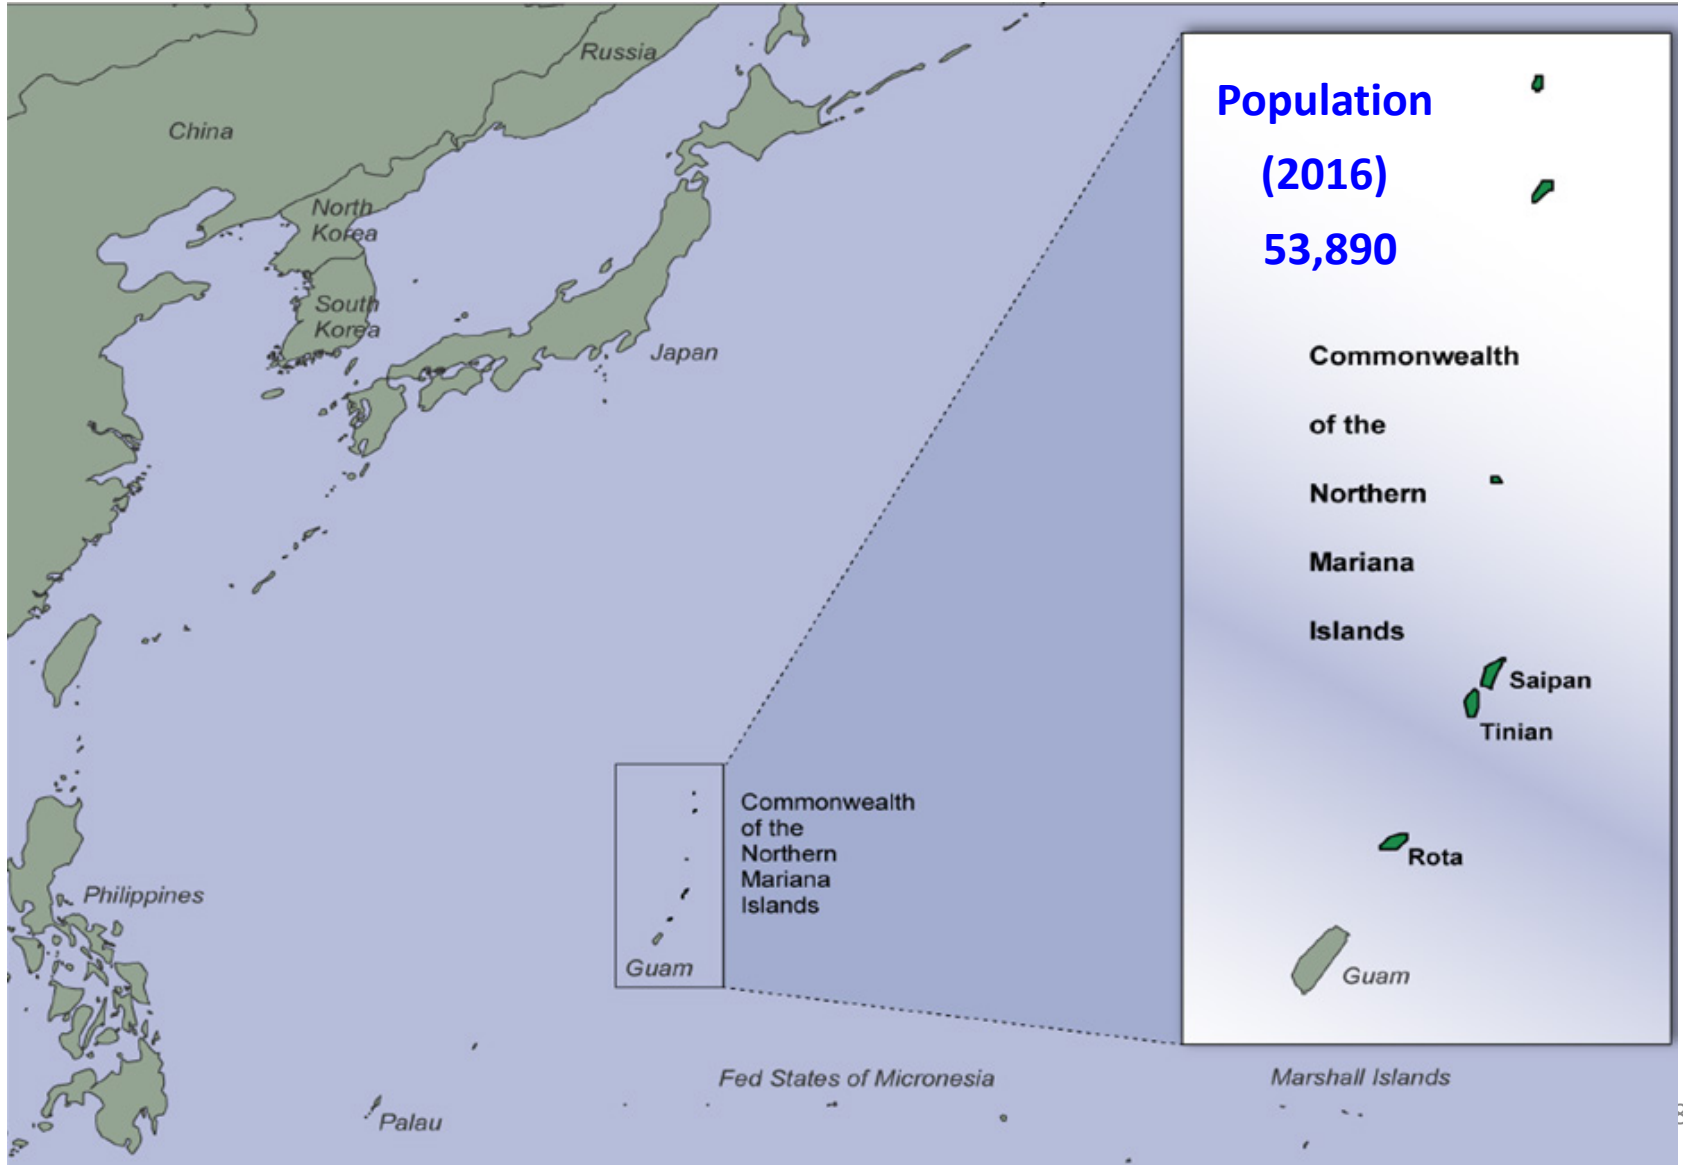 Russia
China
North
Korea
South
Korea
Japan
Philippines
Commonwealth
of the
Northern
Mariana
Islands
Guam
Palau
Fed States of Micronesia
Marshall Islands
Population
(2016)
53,890
Commonwealth
of the
Northern
Mariana
Islands
Saipan
Tinian
Rota
Guam